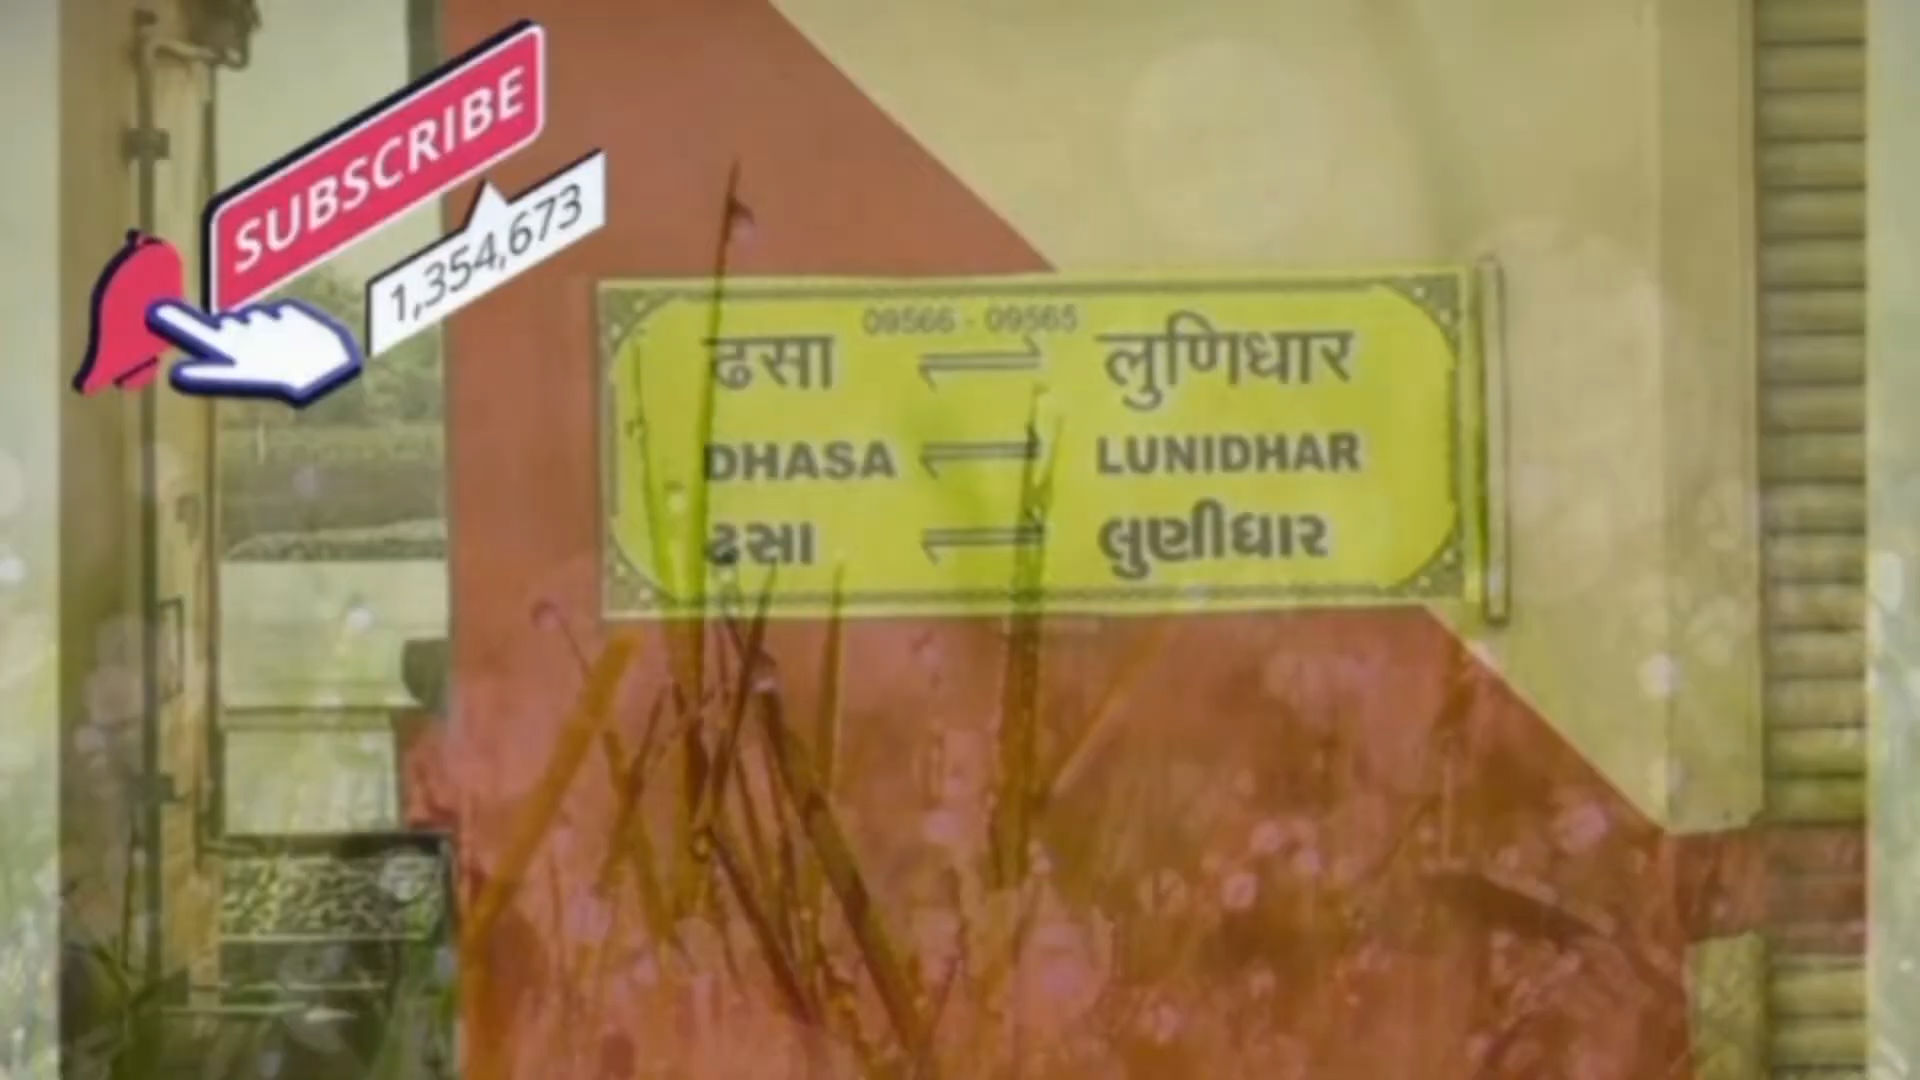 SUBSCRIBE
1,354,673
09566 - 09565
ढसा ⇌ लुणिधार
DHASA ⇌ LUNIDHAR
ઢસા ⇌ લુણીધાર